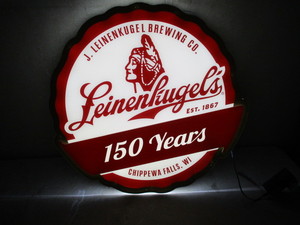 J. LEINENKUGEL BREWING CO.
Leinenkugel's
EST. 1867
150 Years
CHIPPEWA FALLS, WI